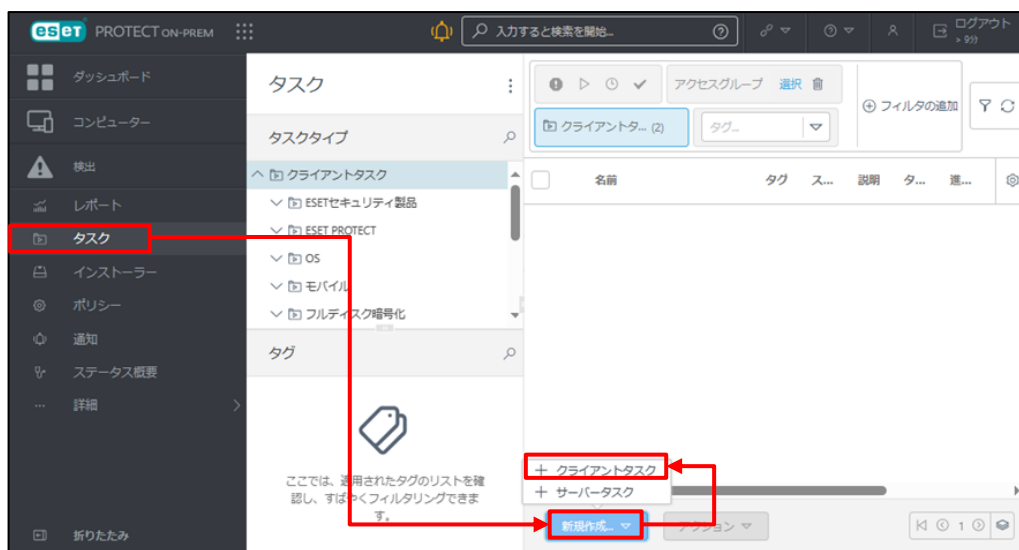 eset PROTECT ON-PREM
入力すると検索を開始...
ログアウト
> 9分
ダッシュボード
コンピューター
検出
レポート
タスク
インストーラー
ポリシー
通知
ステータス概要
詳細
折りたたみ
タスク
タスクタイプ
クライアントタスク
ESETセキュリティ製品
ESET PROTECT
OS
モバイル
フルディスク暗号化
タグ
ここでは、適用されたタグのリストを確
認し、すばやくフィルタリングできま
す。
アクセスグループ 選択
フィルタの追加
クライアントタ... (2)
タグ...
名前 タグ ス... 説明 タ... 進...
クライアントタスク
サーバータスク
新規作成...
アクション
1